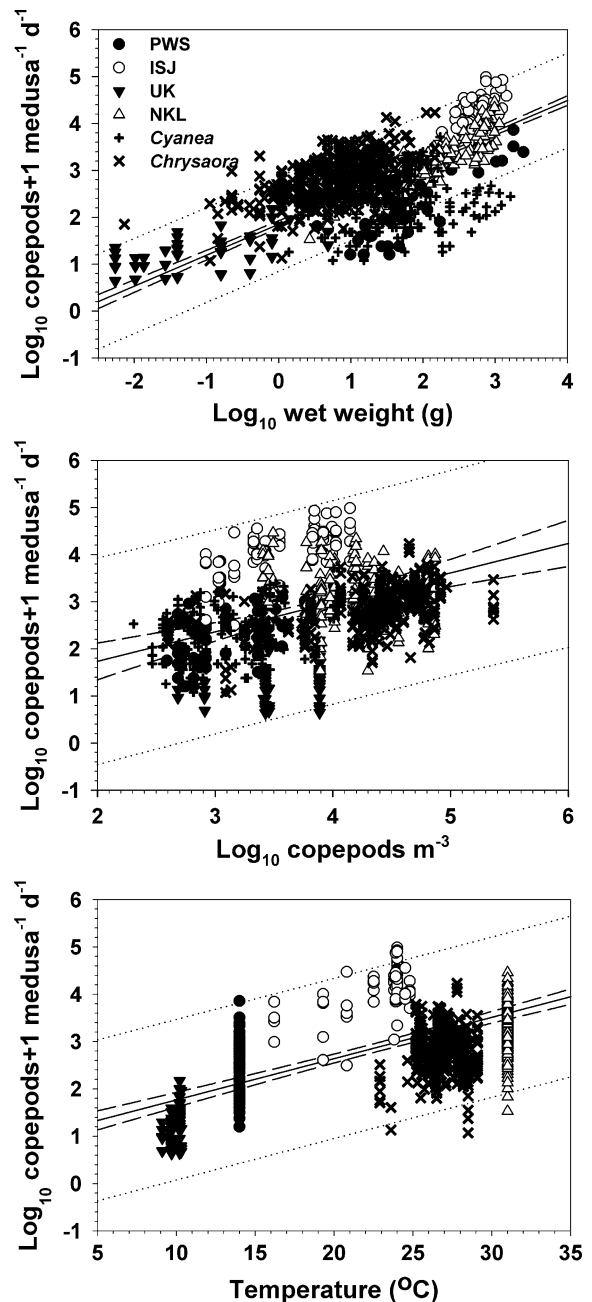 Log10 copepods+1 medusa-1 d-1
6
5
4
3
2
1
0
-1
PWS
ISJ
UK
NKL
Cyanea
Chrysaora
-2 -1 0 1 2 3 4
Log10 wet weight (g)
Log10 copepods+1 medusa-1 d-1
6
5
4
3
2
1
0
-1
2 3 4 5 6
Log10 copepods m-3
Log10 copepods+1 medusa-1 d-1
6
5
4
3
2
1
0
-1
5 10 15 20 25 30 35
Temperature (OC)